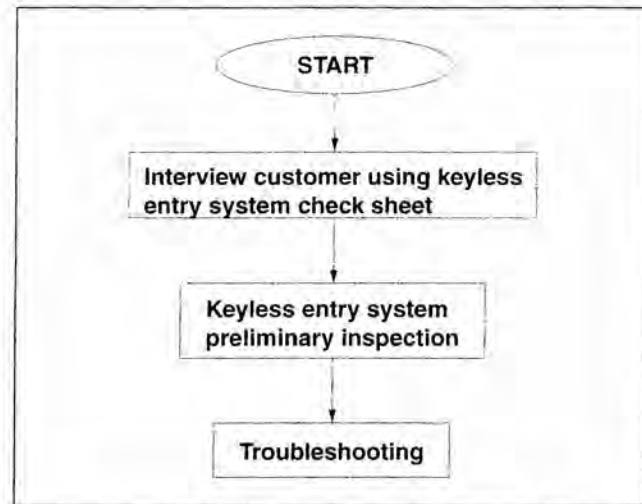 START
Interview customer using keyless
entry system check sheet
Keyless entry system
preliminary inspection
Troubleshooting